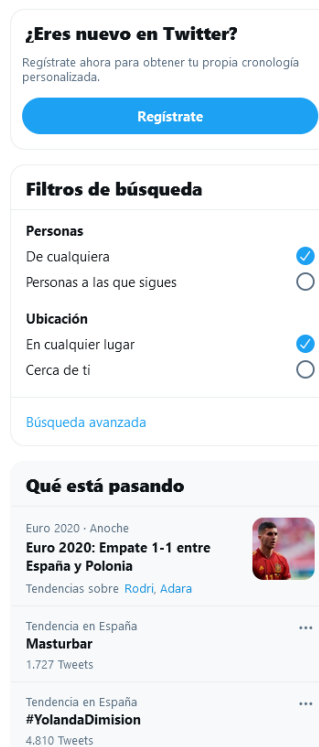 ¿Eres nuevo en Twitter?
Regístrate ahora para obtener tu propia cronología
personalizada.
Regístrate
Filtros de búsqueda
Personas
De cualquiera
Personas a las que sigues
Ubicación
En cualquier lugar
Cerca de ti
Búsqueda avanzada
Qué está pasando
Euro 2020 · Anoche
Euro 2020: Empate 1-1 entre
España y Polonia
Tendencias sobre Rodri, Adara
Tendencia en España
Masturbar
1.727 Tweets
Tendencia en España
#YolandaDimision
4.810 Tweets